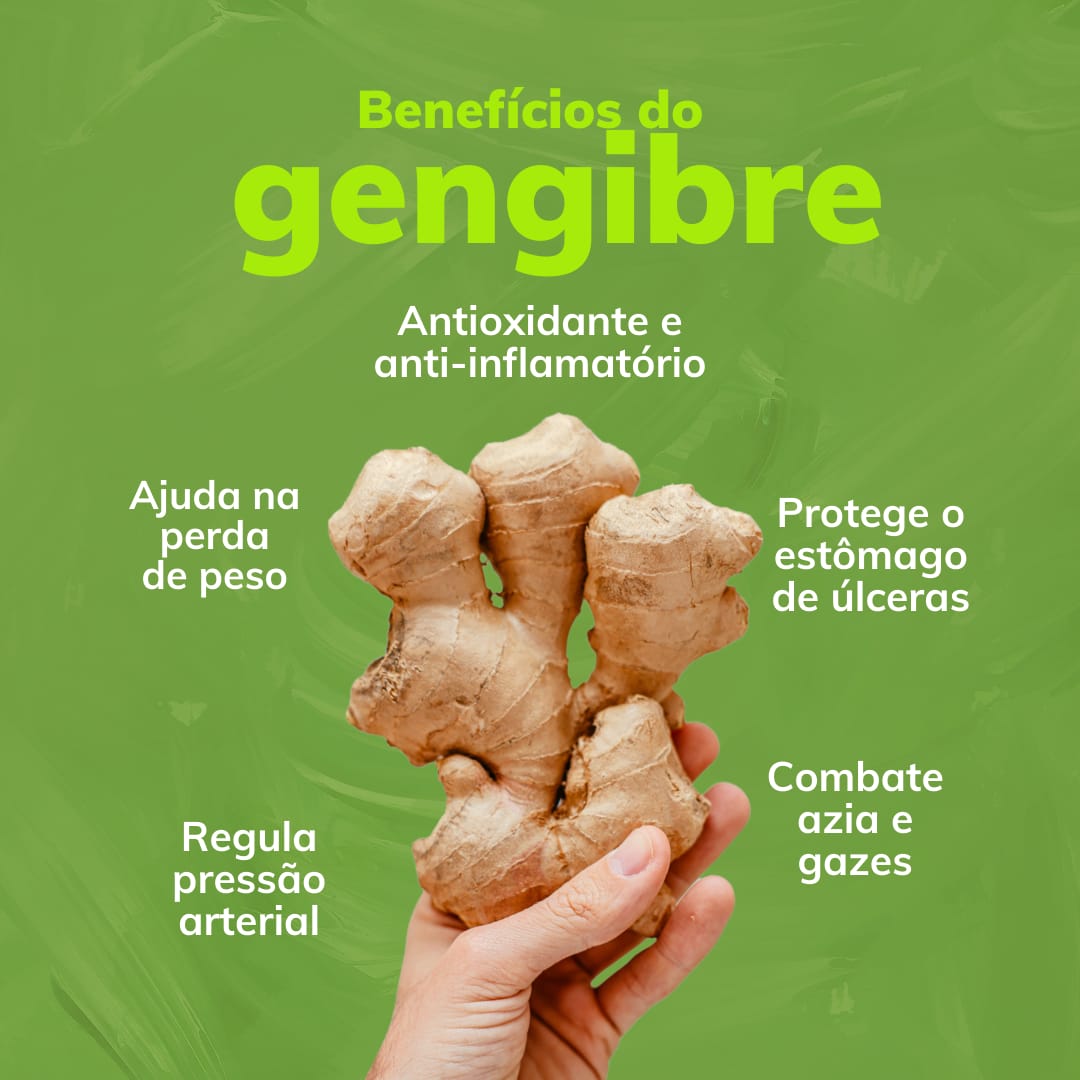 Benefícios do
gengibre
Antioxidante e
anti-inflamatório
Ajuda na
perda
de peso
Protege o
estômago
de úlceras
Regula
pressão
arterial
Combate
azia e
gazes